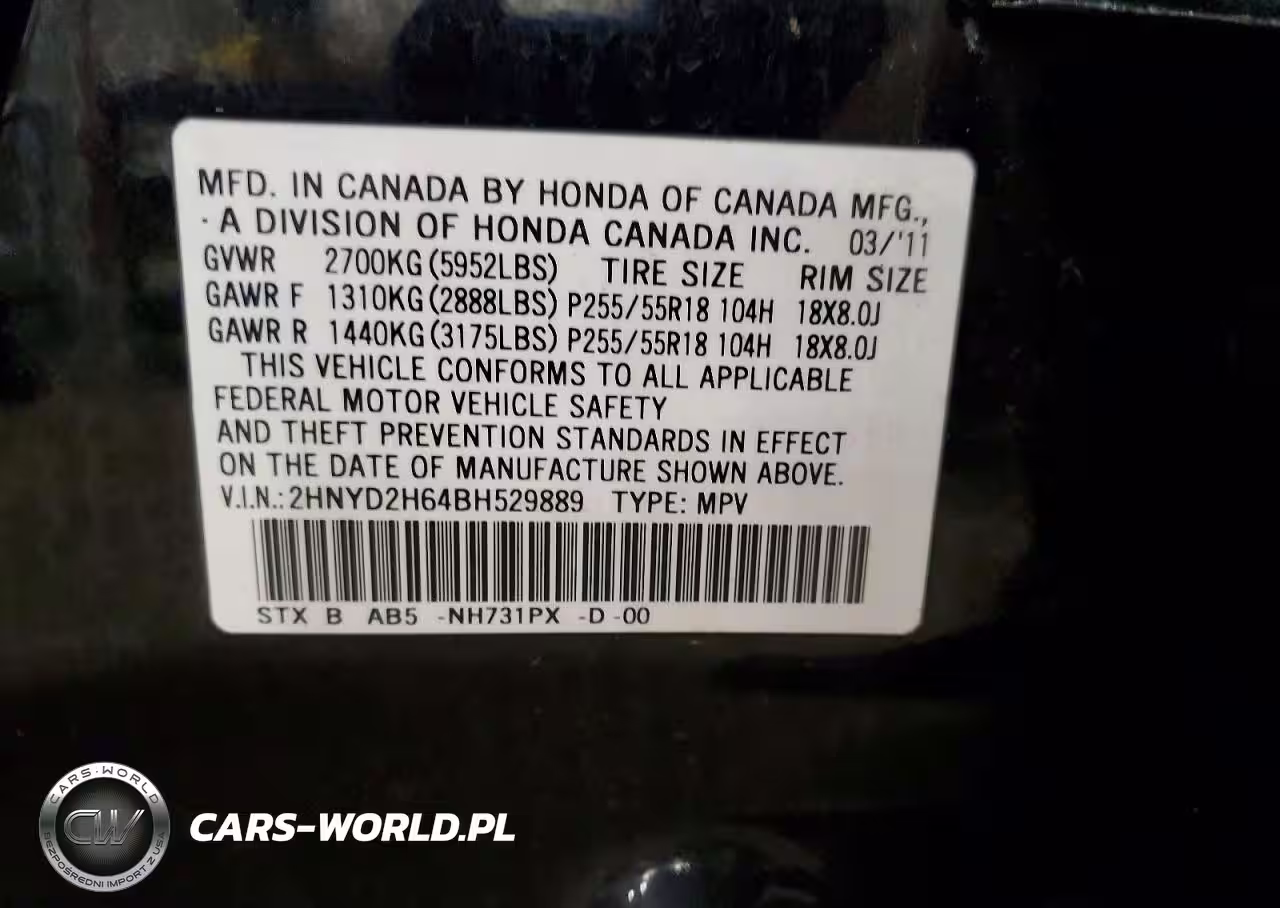 MFD. IN CANADA BY HONDA OF CANADA MFG.,
· A DIVISION OF HONDA CANADA INC. 03/'11
GVWR 2700KG(5952LBS) TIRE SIZE RIM SIZE
GAWR F 1310KG(2888LBS) P255/55R18 104H 18X8.0J
GAWR R 1440KG(3175LBS) P255/55R18 104H 18X8.0J
THIS VEHICLE CONFORMS TO ALL APPLICABLE
FEDERAL MOTOR VEHICLE SAFETY
AND THEFT PREVENTION STANDARDS IN EFFECT
ON THE DATE OF MANUFACTURE SHOWN ABOVE.
V.I.N.: 2HNYD2H64BH529889 TYPE: MPV
STX B AB5 -NH731PX -D -00
CARS-WORLD
CW
BEZPOŚREDNI IMPORT Z USA
CARS-WORLD.PL